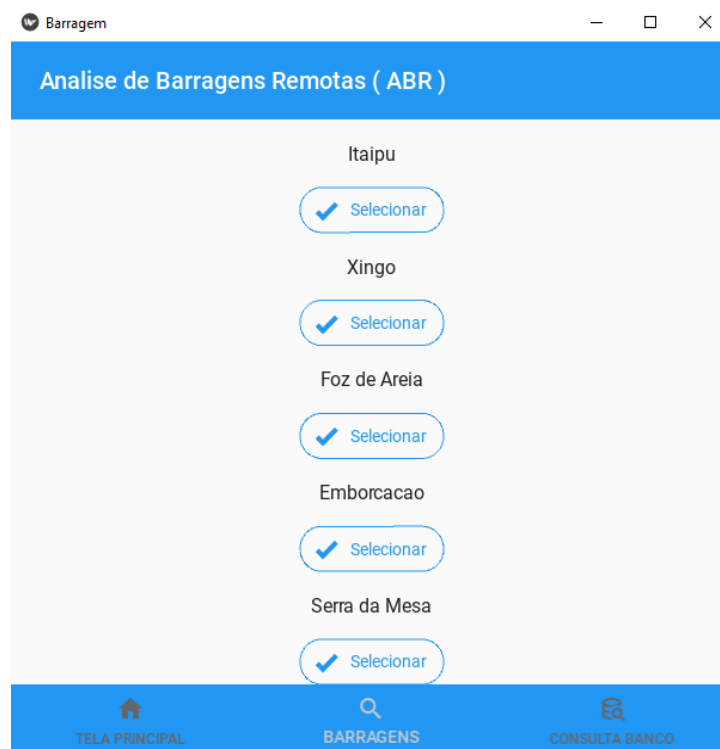 Barragem
Analise de Barragens Remotas ( ABR )
Itaipu
Selecionar
Xingo
Selecionar
Foz de Areia
Selecionar
Emborcacao
Selecionar
Serra da Mesa
Selecionar
TELA PRINCIPAL
BARRAGENS
CONSULTA BANCO